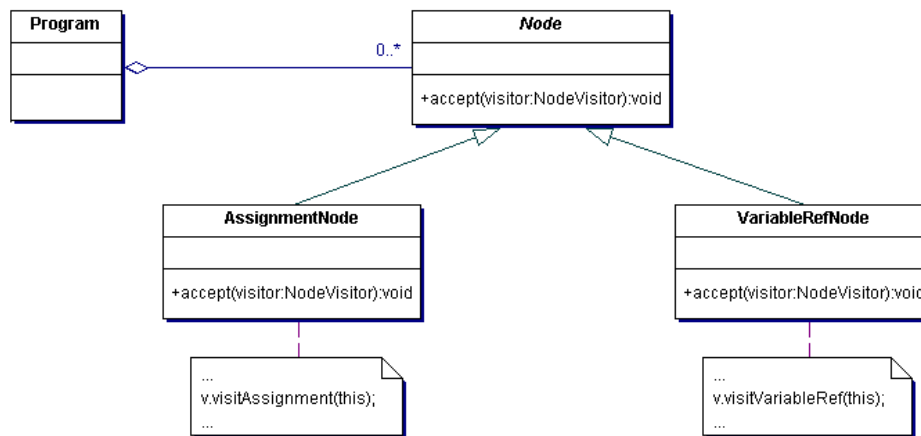 Program
Node
0..*
+accept(visitor:NodeVisitor):void
AssignmentNode
VariableRefNode
+accept(visitor:NodeVisitor):void
+accept(visitor:NodeVisitor):void
...
v.visitAssignment(this);
...
...
v.visitVariableRef(this);
...